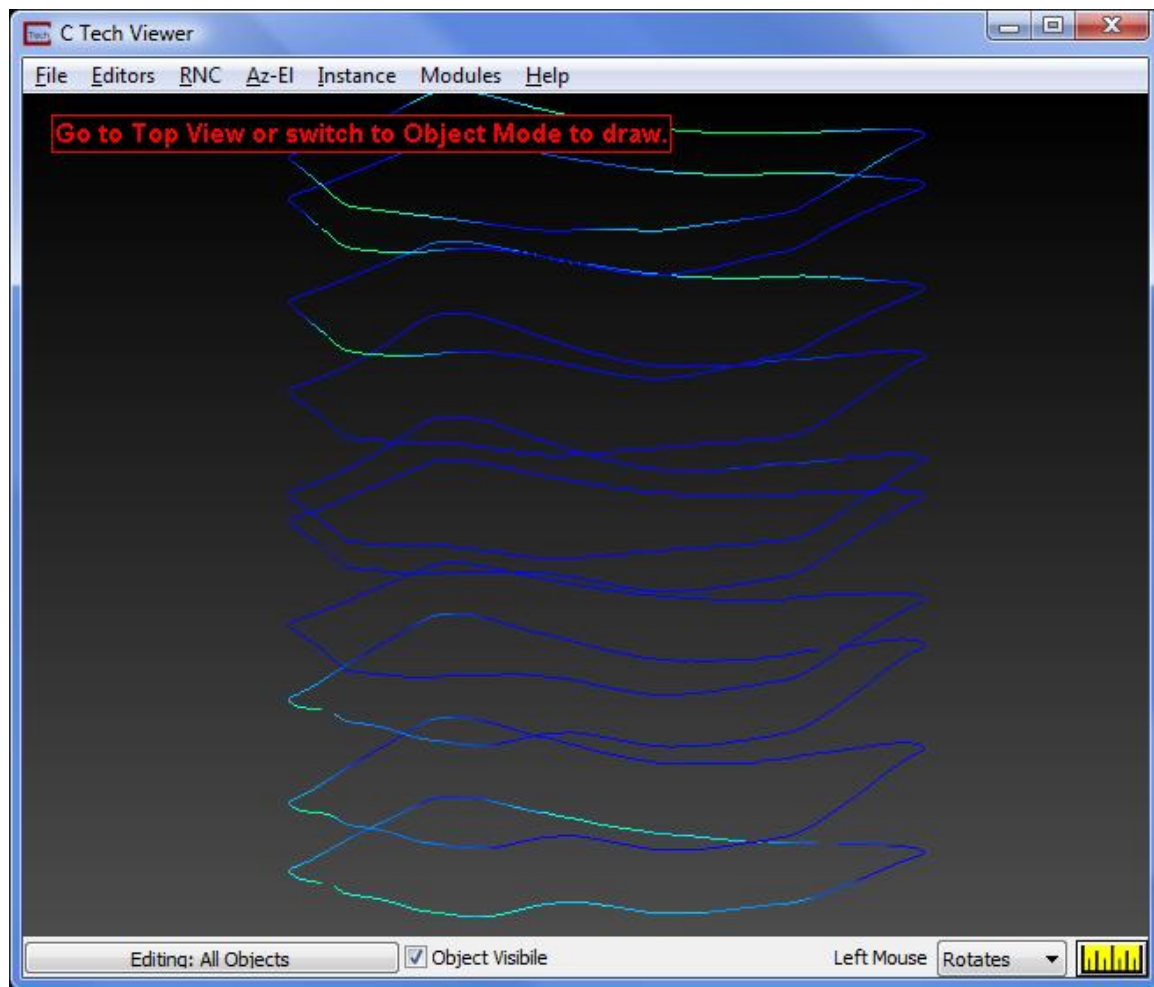 C Tech Viewer
File Editors RNC Az-El Instance Modules Help
Go to Top View or switch to Object Mode to draw.
Editing: All Objects Object Visibile Left Mouse Rotates